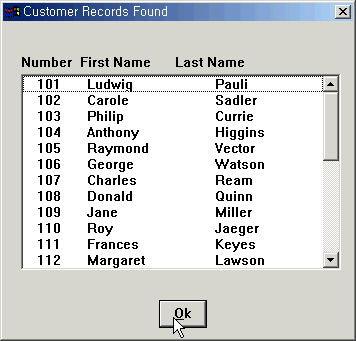 Customer Records Found
Number First Name Last Name
101 Ludwig Pauli
102 Carole Sadler
103 Philip Currie
104 Anthony Higgins
105 Raymond Vector
106 George Watson
107 Charles Ream
108 Donald Quinn
109 Jane Miller
110 Roy Jaeger
111 Frances Keyes
112 Margaret Lawson
Ok